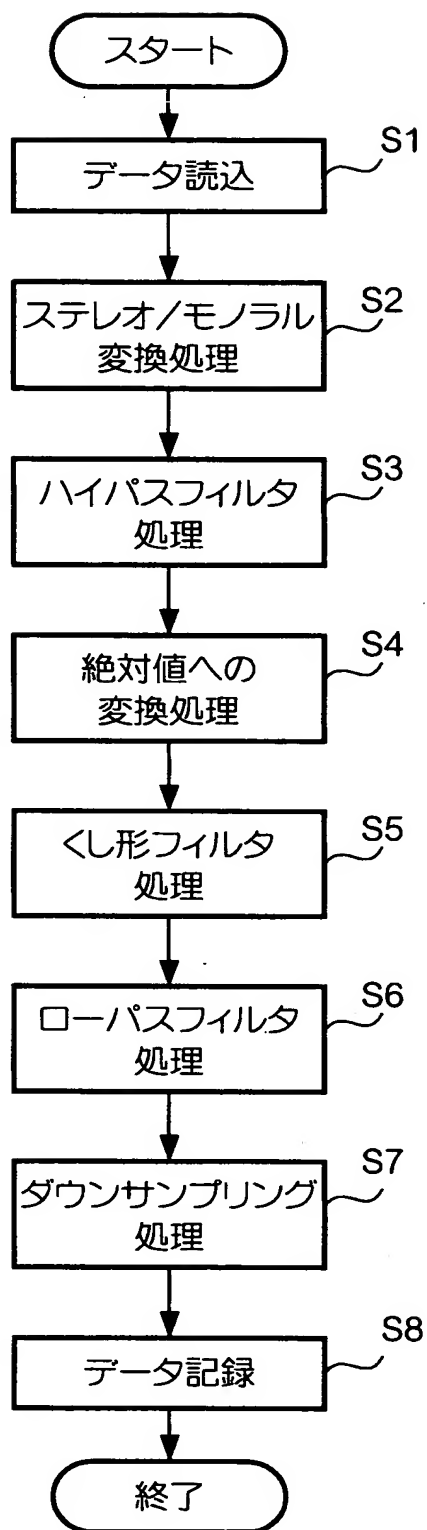 スタート
データ読込
S1
ステレオ/モノラル
変換処理
S2
ハイパスフィルタ
処理
S3
絶対値への
変換処理
S4
くし形フィルタ
処理
S5
ローパスフィルタ
処理
S6
ダウンサンプリング
処理
S7
データ記録
S8
終了